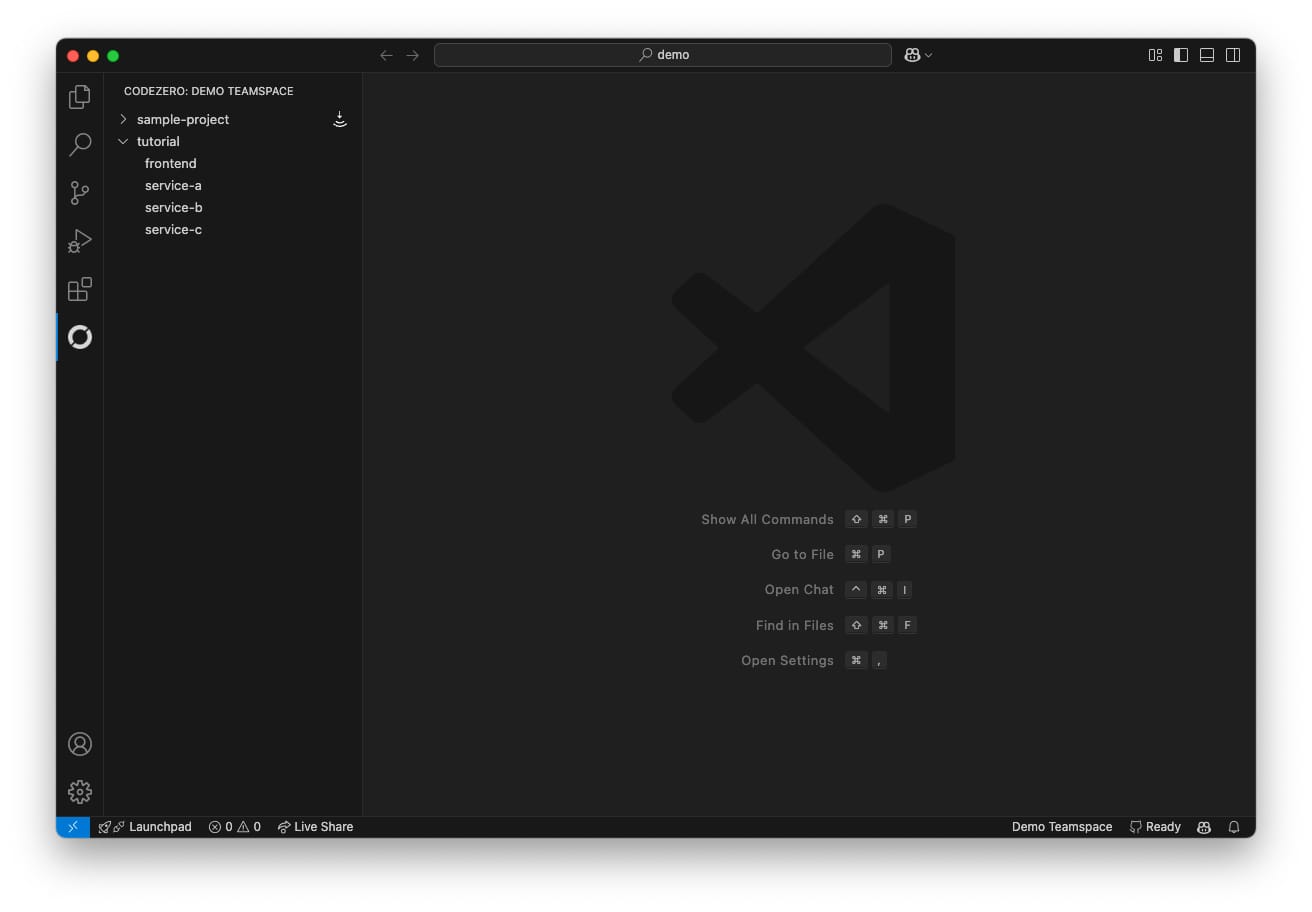 demo
CODEZERO: DEMO TEAMSPACE
sample-project
tutorial
frontend
service-a
service-b
service-c
Show All Commands ⇧ ⌘ P
Go to File ⌘ P
Open Chat ^ ⌘ I
Find in Files ⇧ ⌘ F
Open Settings ⌘ ,
Launchpad 0 0 Live Share Demo Teamspace Ready